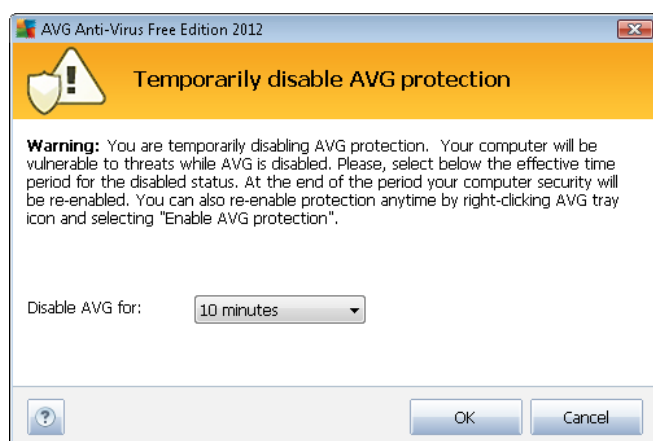 AVG Anti-Virus Free Edition 2012
Temporarily disable AVG protection
Warning: You are temporarily disabling AVG protection. Your computer will be
vulnerable to threats while AVG is disabled. Please, select below the effective time
period for the disabled status. At the end of the period your computer security will
be re-enabled. You can also re-enable protection anytime by right-clicking AVG tray
icon and selecting "Enable AVG protection".
Disable AVG for: 10 minutes
? OK Cancel